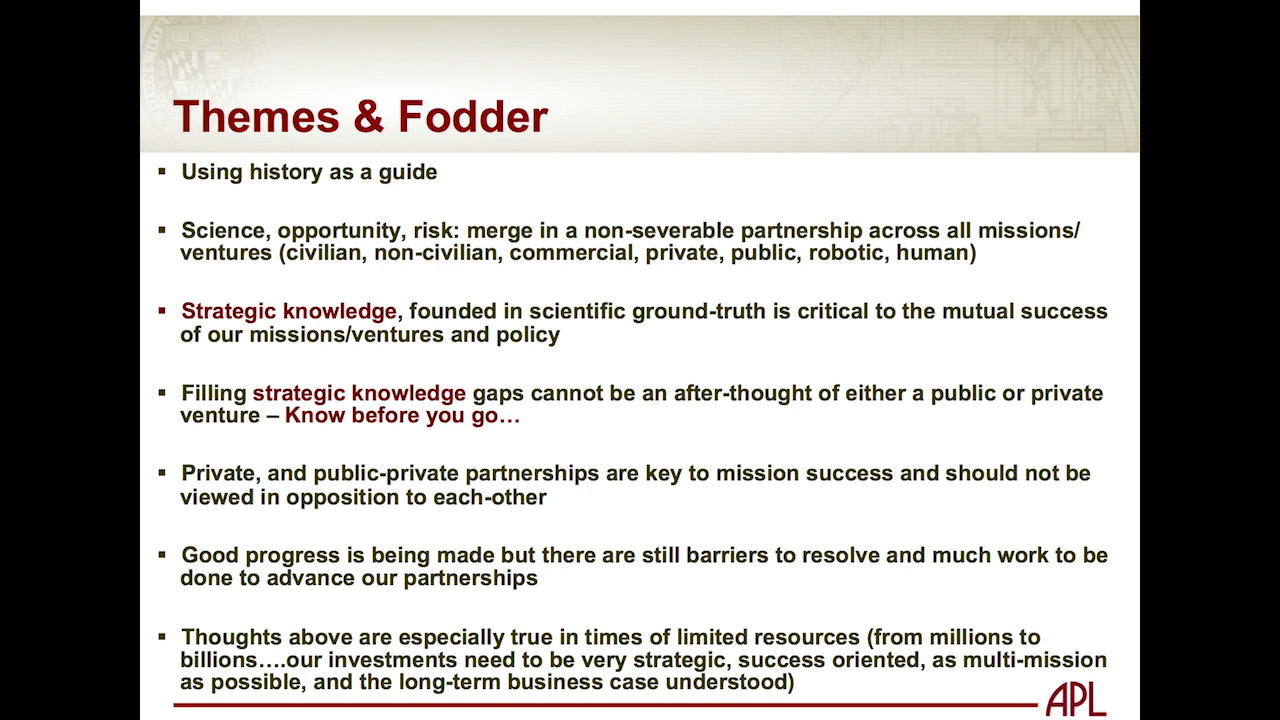 Themes & Fodder
▪ Using history as a guide
▪ Science, opportunity, risk: merge in a non-severable partnership across all missions/
ventures (civilian, non-civilian, commercial, private, public, robotic, human)
▪ Strategic knowledge, founded in scientific ground-truth is critical to the mutual success
of our missions/ventures and policy
▪ Filling strategic knowledge gaps cannot be an after-thought of either a public or private
venture – Know before you go…
▪ Private, and public-private partnerships are key to mission success and should not be
viewed in opposition to each-other
▪ Good progress is being made but there are still barriers to resolve and much work to be
done to advance our partnerships
▪ Thoughts above are especially true in times of limited resources (from millions to
billions….our investments need to be very strategic, success oriented, as multi-mission
as possible, and the long-term business case understood)
APL